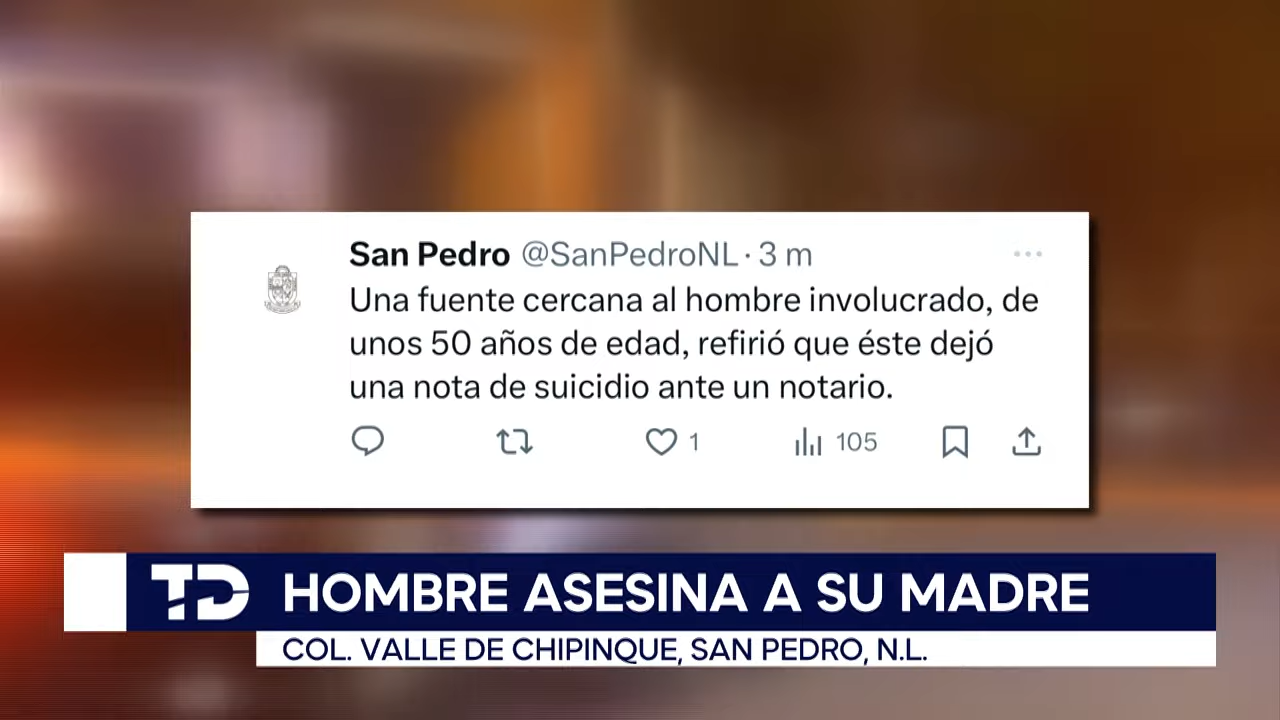 San Pedro @SanPedroNL · 3 m
Una fuente cercana al hombre involucrado, de
unos 50 años de edad, refirió que éste dejó
una nota de suicidio ante un notario.
1 105
TD HOMBRE ASESINA A SU MADRE
COL. VALLE DE CHIPINQUE, SAN PEDRO, N.L.